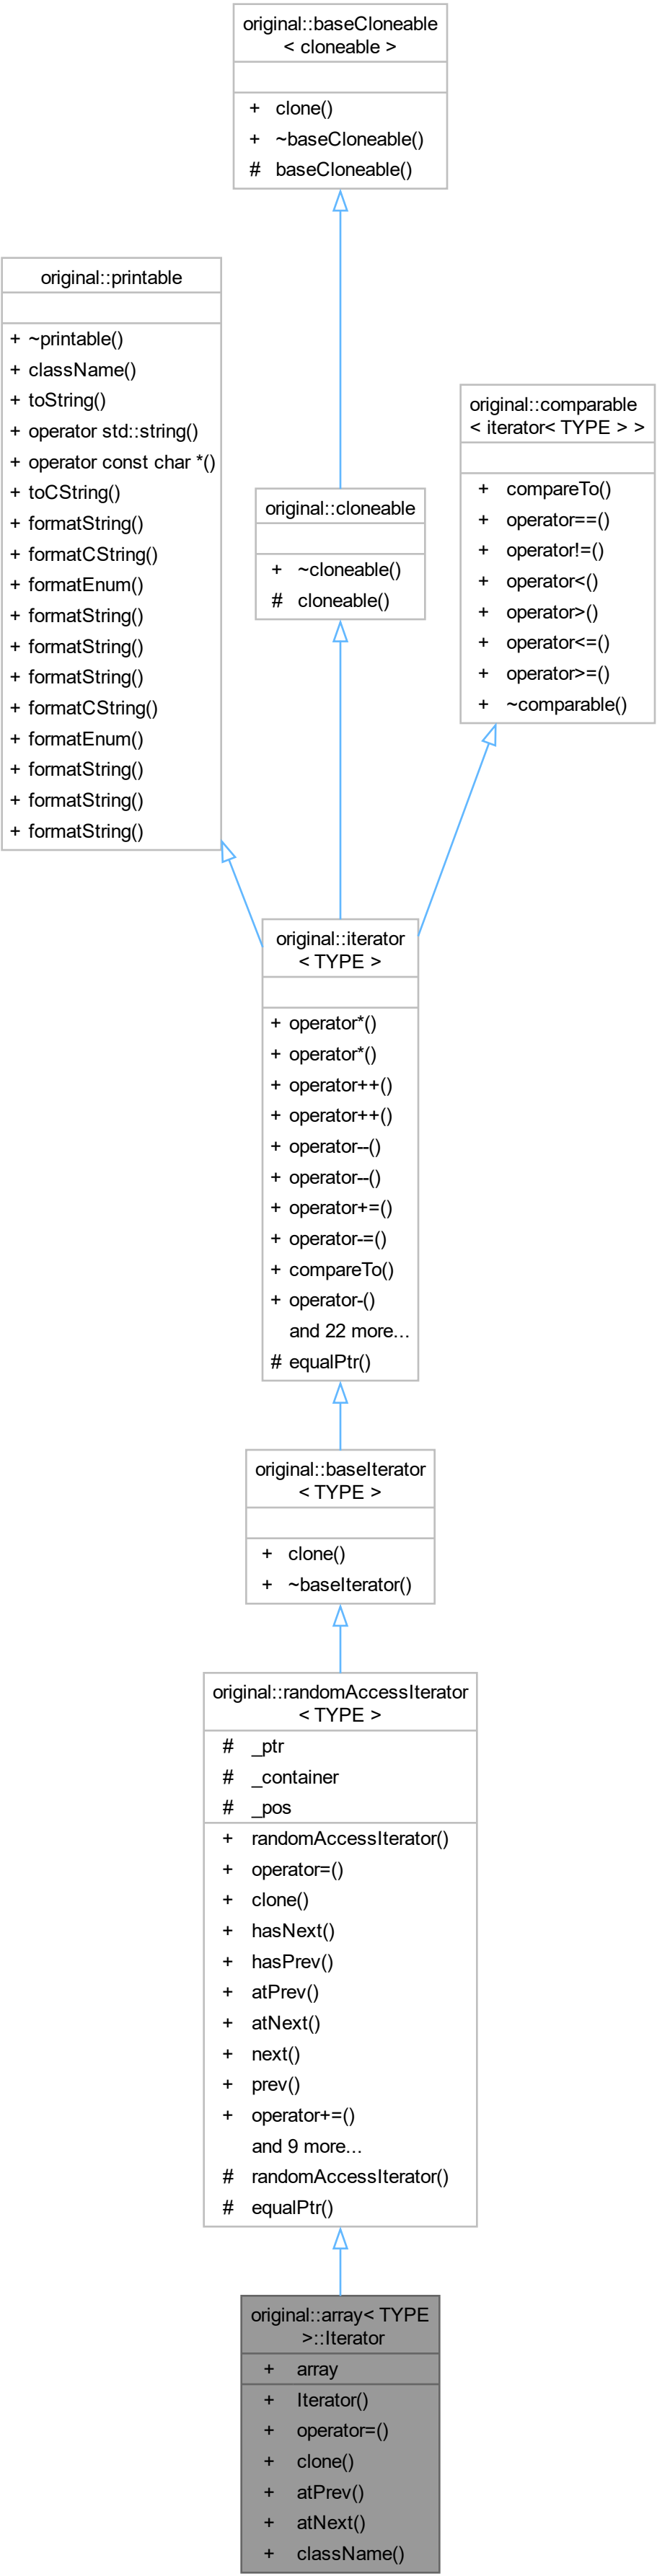 original::baseCloneable
< cloneable >
+ clone()
+ ~baseCloneable()
# baseCloneable()
original::printable
+ ~printable()
+ className()
+ toString()
+ operator std::string()
+ operator const char *()
+ toCString()
+ formatString()
+ formatCString()
+ formatEnum()
+ formatString()
+ formatString()
+ formatString()
+ formatCString()
+ formatEnum()
+ formatString()
+ formatString()
+ formatString()
original::cloneable
+ ~cloneable()
# cloneable()
original::comparable
< iterator< TYPE > >
+ compareTo()
+ operator==()
+ operator!=()
+ operator<()
+ operator>()
+ operator<=()
+ operator>=()
+ ~comparable()
original::iterator
< TYPE >
+ operator*()
+ operator*()
+ operator++()
+ operator++()
+ operator--()
+ operator--()
+ operator+=()
+ operator-=()
+ compareTo()
+ operator-()
and 22 more...
# equalPtr()
original::baseIterator
< TYPE >
+ clone()
+ ~baseIterator()
original::randomAccessIterator
< TYPE >
# _ptr
# _container
# _pos
+ randomAccessIterator()
+ operator=()
+ clone()
+ hasNext()
+ hasPrev()
+ atPrev()
+ atNext()
+ next()
+ prev()
+ operator+=()
and 9 more...
# randomAccessIterator()
# equalPtr()
original::array< TYPE
>::Iterator
+ array
+ Iterator()
+ operator=()
+ clone()
+ atPrev()
+ atNext()
+ className()